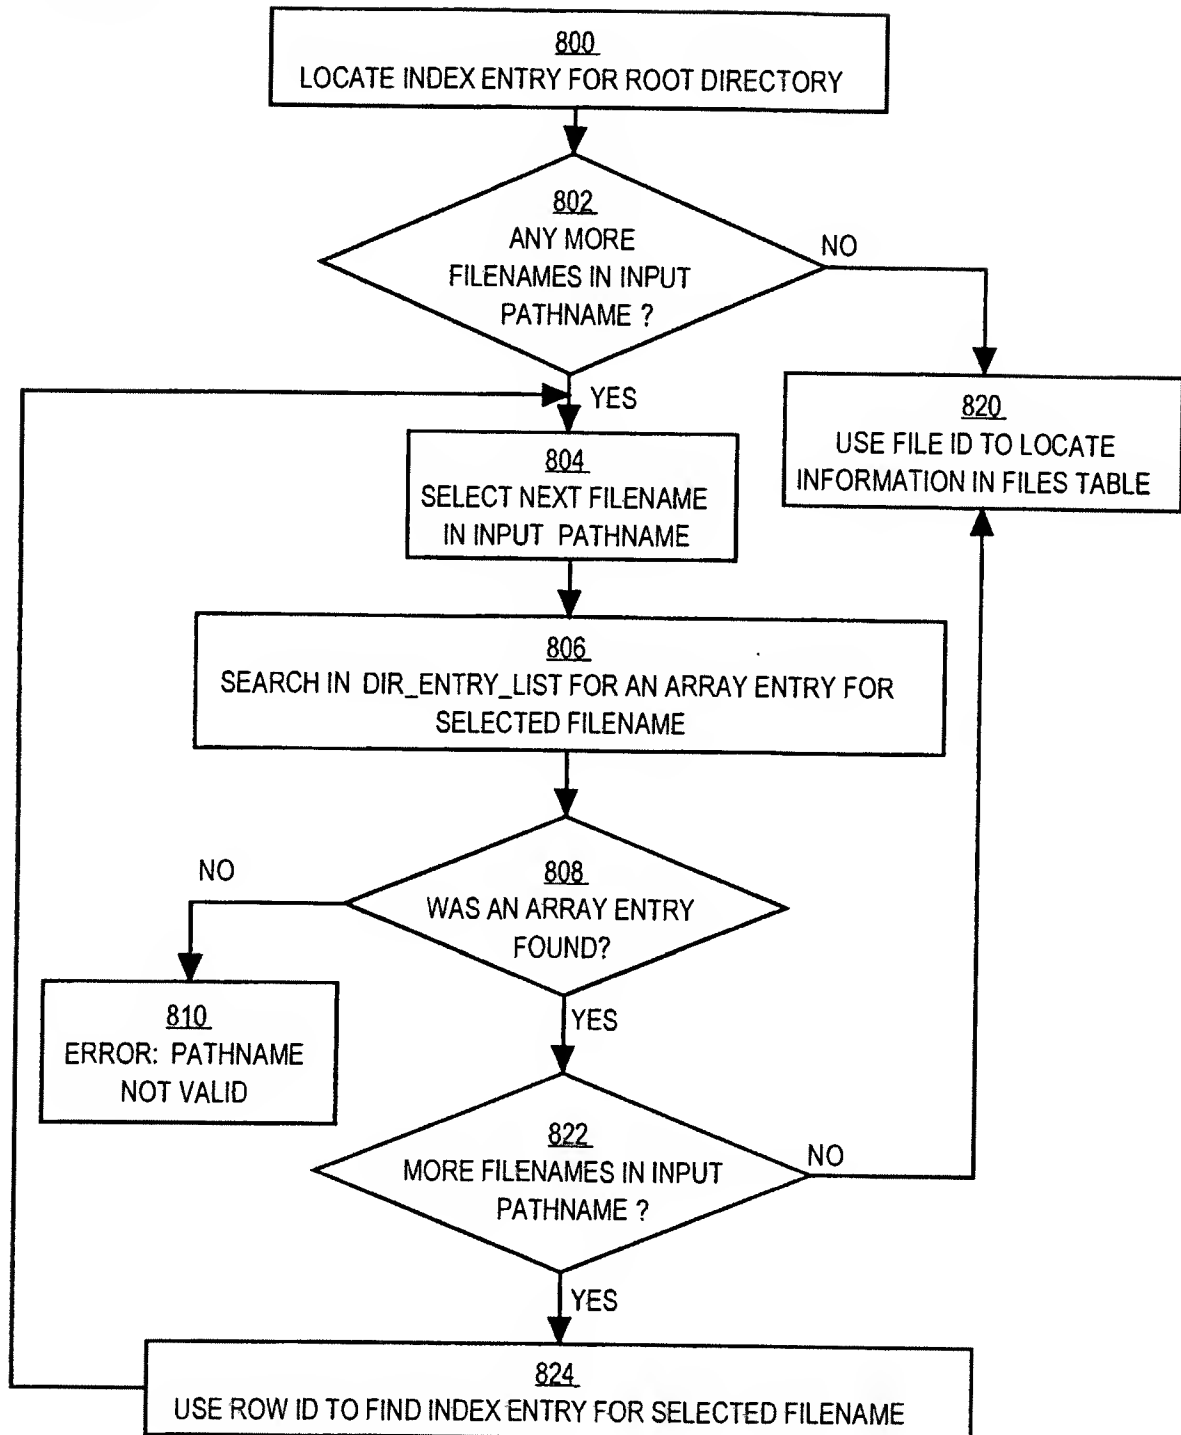 800
LOCATE INDEX ENTRY FOR ROOT DIRECTORY
802
ANY MORE
FILENAMES IN INPUT
PATHNAME ?
NO
YES
820
USE FILE ID TO LOCATE
INFORMATION IN FILES TABLE
804
SELECT NEXT FILENAME
IN INPUT PATHNAME
806
SEARCH IN DIR_ENTRY_LIST FOR AN ARRAY ENTRY FOR
SELECTED FILENAME
808
WAS AN ARRAY ENTRY
FOUND?
NO
YES
810
ERROR: PATHNAME
NOT VALID
822
MORE FILENAMES IN INPUT
PATHNAME ?
NO
YES
824
USE ROW ID TO FIND INDEX ENTRY FOR SELECTED FILENAME